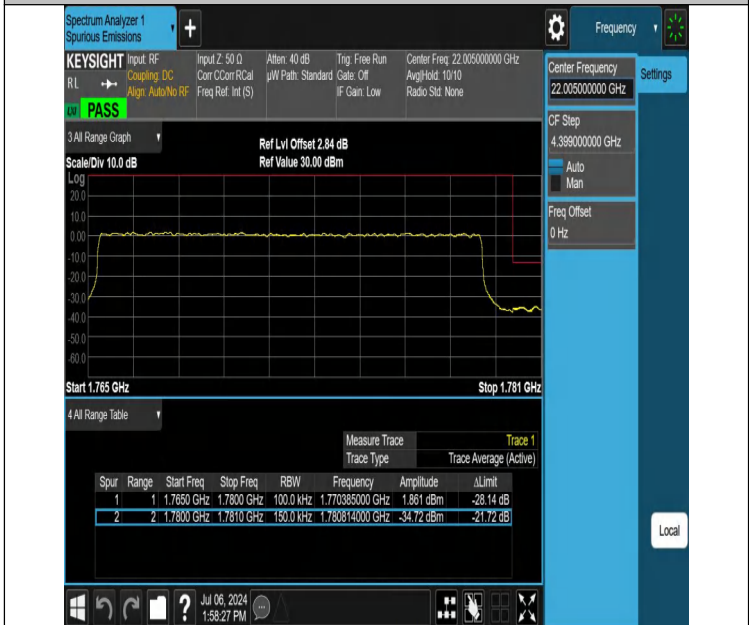 Spectrum Analyzer 1
Spurious Emissions
+
Frequency
KEYSIGHT Input: RF Input Z: 50 Ω Atten: 40 dB Trig: Free Run Center Freq: 22.005000000 GHz
RL Coupling: DC Corr CCorr RCal µW Path: Standard Gate: Off Avg|Hold: 10/10
Align: Auto/No RF Freq Ref: Int (S) IF Gain: Low Radio Std: None
LXI PASS
Center Frequency
22.005000000 GHz
Settings
CF Step
4.399000000 GHz
Auto
Man
Freq Offset
0 Hz
3 All Range Graph
Ref Lvl Offset 2.84 dB
Scale/Div 10.0 dB Ref Value 30.00 dBm
Log
20.0
10.0
0.00
-10.0
-20.0
-30.0
-40.0
-50.0
-60.0
Start 1.765 GHz Stop 1.781 GHz
4 All Range Table
Measure Trace Trace 1
Trace Type Trace Average (Active)
Spur Range Start Freq Stop Freq RBW Frequency Amplitude ΔLimit
1 1 1.7650 GHz 1.7800 GHz 100.0 kHz 1.770385000 GHz 1.861 dBm -28.14 dB
2 2 1.7800 GHz 1.7810 GHz 150.0 kHz 1.780814000 GHz -34.72 dBm -21.72 dB
Local
? Jul 06, 2024
1:58:27 PM